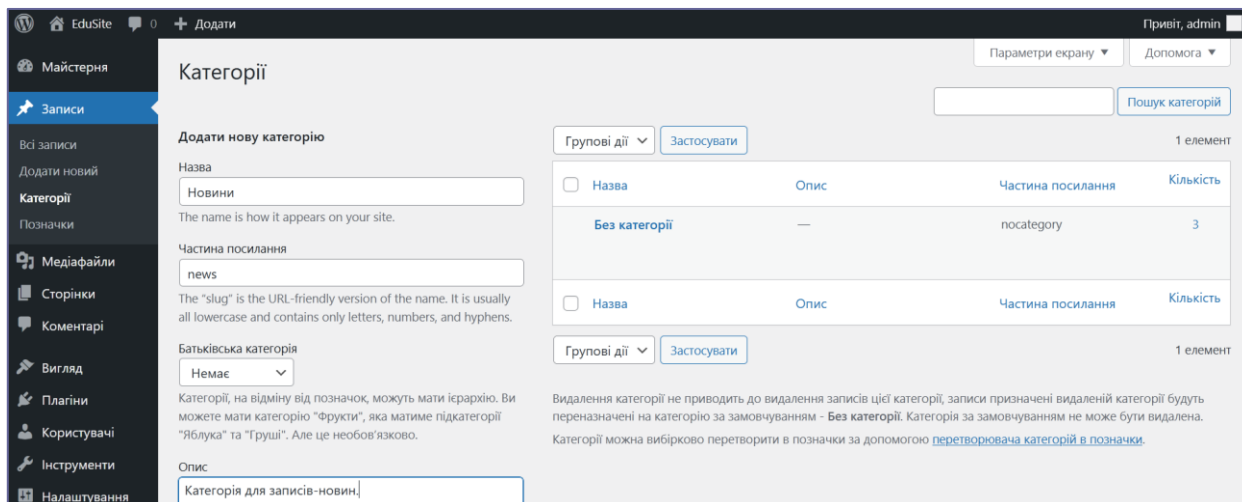 EduSite 0 + Додати Привіт, admin
Параметри екрану ▼ Допомога ▼
Майстерня
Записи
Всі записи
Додати новий
Категорії
Позначки
Медіафайли
Сторінки
Коментарі
Вигляд
Плагіни
Користувачі
Інструменти
Налаштування
Категорії
Пошук категорій
Додати нову категорію
Назва
Новини
The name is how it appears on your site.
Частина посилання
news
The "slug" is the URL-friendly version of the name. It is usually
all lowercase and contains only letters, numbers, and hyphens.
Батьківська категорія
Немає
Категорії, на відміну від позначок, можуть мати ієрархію. Ви
можете мати категорію "Фрукти", яка матиме підкатегорії
"Яблука" та "Груші". Але це необов'язково.
Опис
Категорія для записів-новин.
Групові дії Застосувати 1 елемент
Назва Опис Частина посилання Кількість
Без категорії — nocategory 3
Назва Опис Частина посилання Кількість
Групові дії Застосувати 1 елемент
Видалення категорії не приводить до видалення записів цієї категорії, записи призначені видаленій категорії будуть
переназначені на категорію за замовчуванням - Без категорії. Категорія за замовчуванням не може бути видалена.
Категорії можна вибірково перетворити в позначки за допомогою перетворювача категорій в позначки.